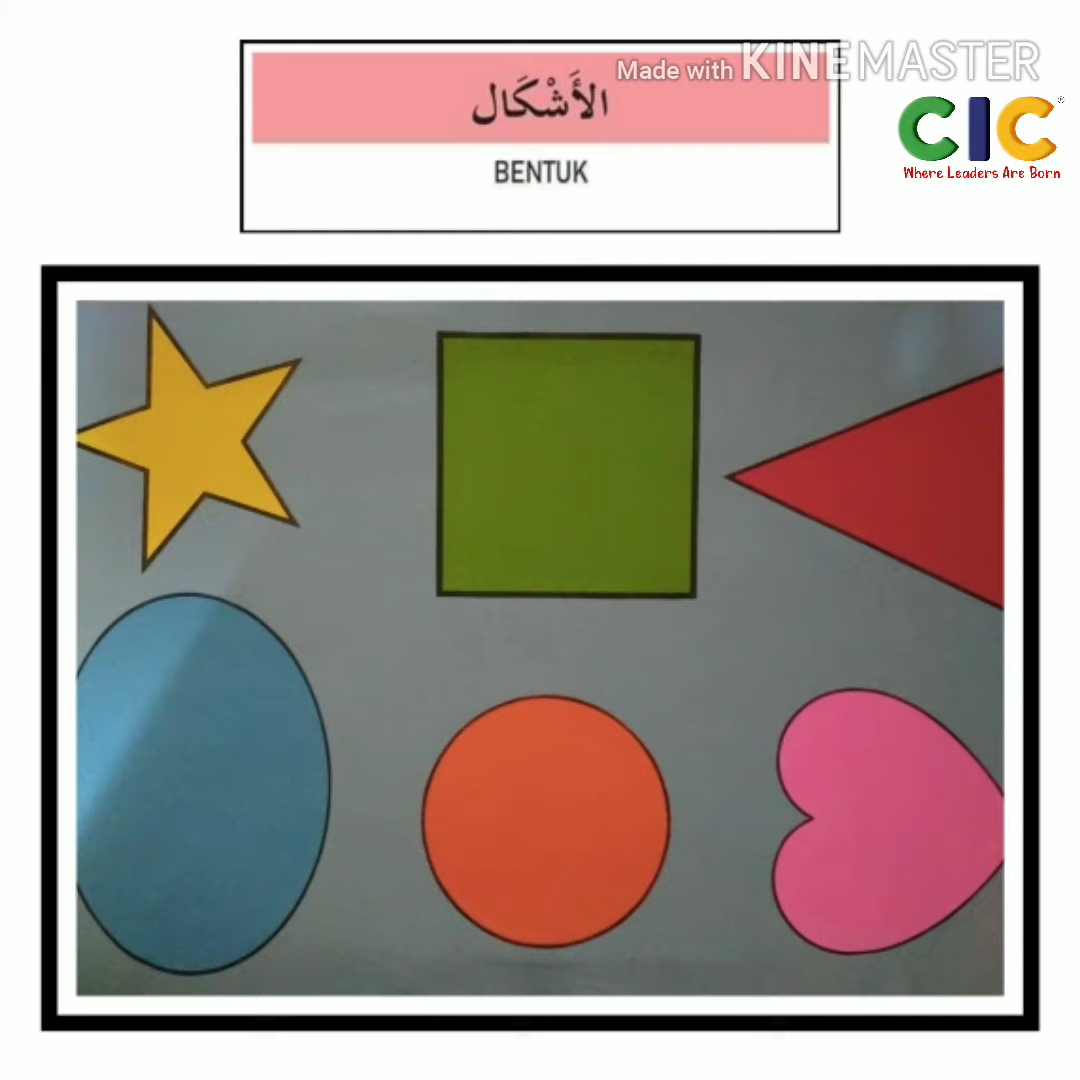 Made with KINEMASTER
الأَشْكَال
BENTUK
CIC®
Where Leaders Are Born